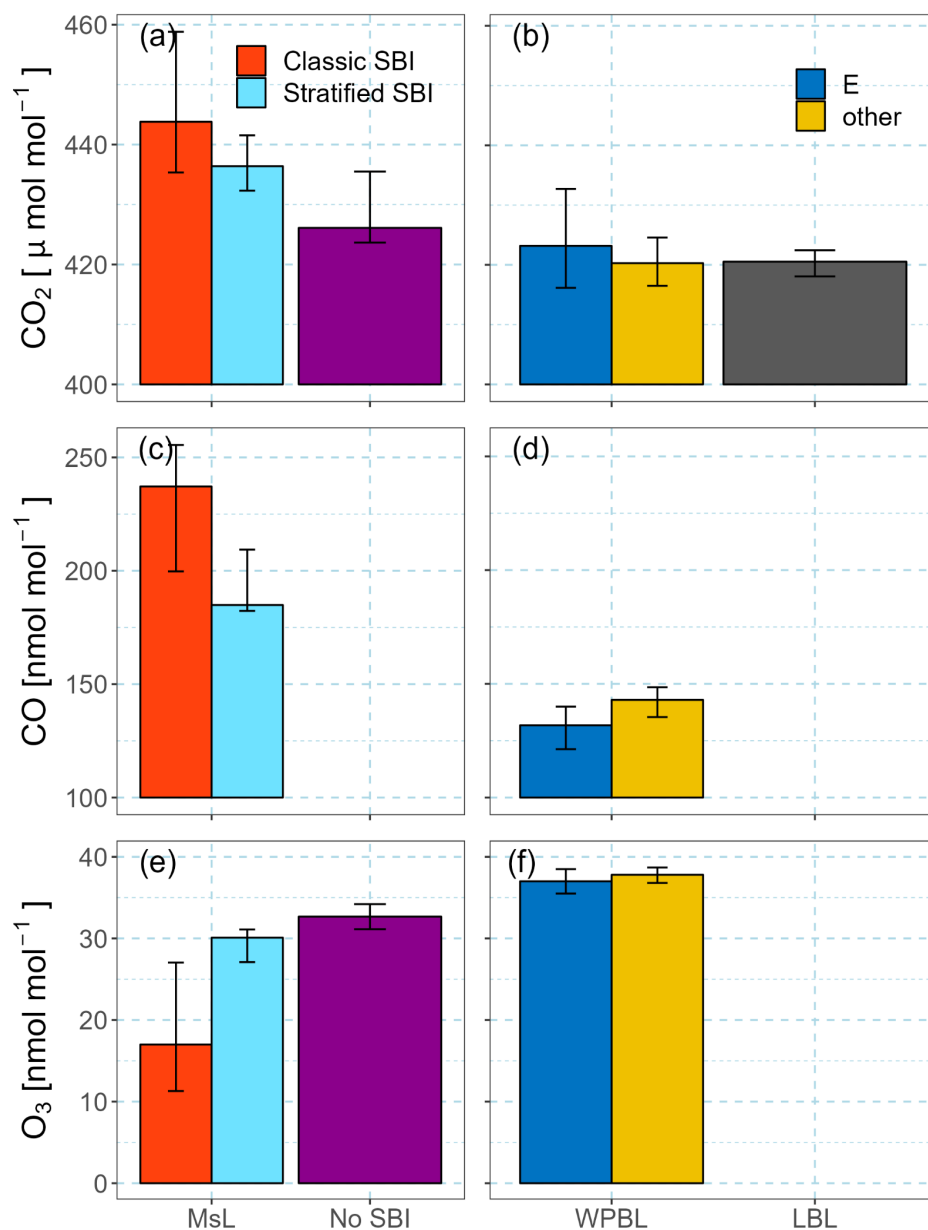 (a)
Classic SBI
Stratified SBI
(b)
E
other
460
440
420
400
CO₂ [ μ mol mol⁻¹ ]
(c)
(d)
250
200
150
100
CO [nmol mol⁻¹ ]
(e)
(f)
40
30
20
10
0
O₃ [nmol mol⁻¹ ]
MsL No SBI WPBL LBL